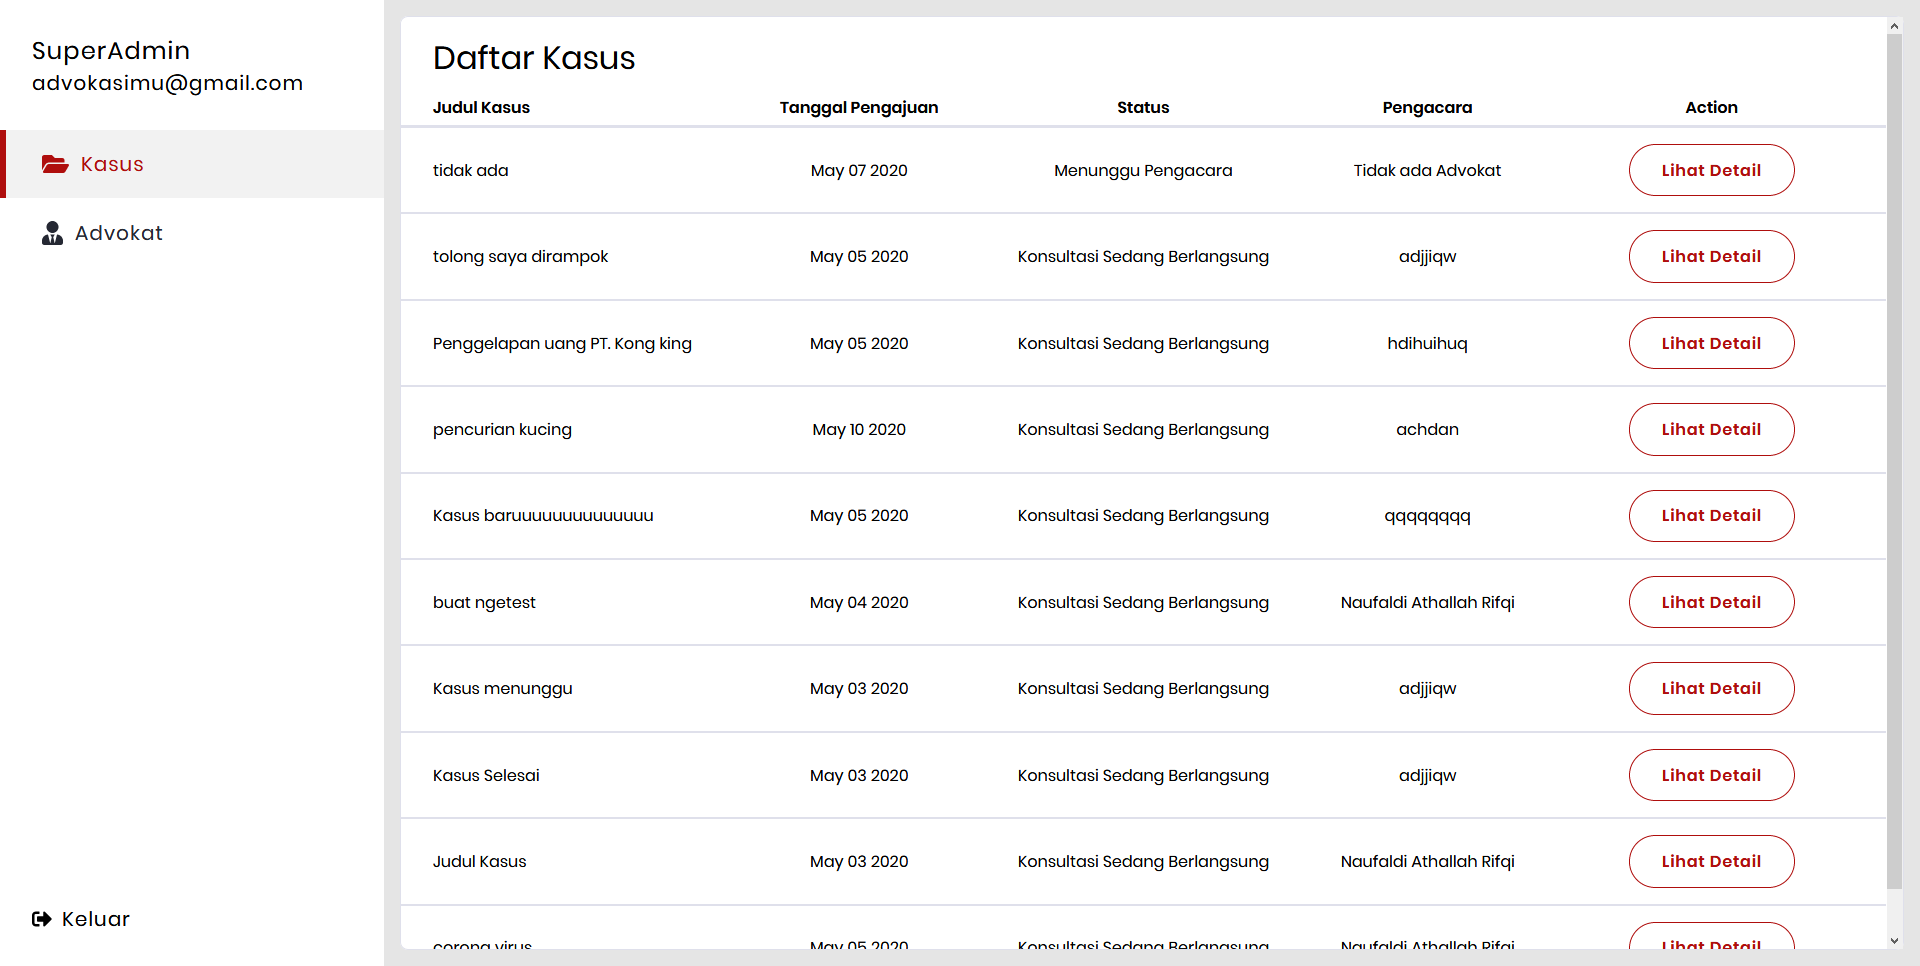 SuperAdmin
advokasimu@gmail.com
Kasus
Advokat
Keluar
Daftar Kasus
Judul Kasus Tanggal Pengajuan Status Pengacara Action
tidak ada May 07 2020 Menunggu Pengacara Tidak ada Advokat Lihat Detail
tolong saya dirampok May 05 2020 Konsultasi Sedang Berlangsung adjjiqw Lihat Detail
Penggelapan uang PT. Kong king May 05 2020 Konsultasi Sedang Berlangsung hdihuihuq Lihat Detail
pencurian kucing May 10 2020 Konsultasi Sedang Berlangsung achdan Lihat Detail
Kasus baruuuuuuuuuuuuuu May 05 2020 Konsultasi Sedang Berlangsung qqqqqqqq Lihat Detail
buat ngetest May 04 2020 Konsultasi Sedang Berlangsung Naufaldi Athallah Rifqi Lihat Detail
Kasus menunggu May 03 2020 Konsultasi Sedang Berlangsung adjjiqw Lihat Detail
Kasus Selesai May 03 2020 Konsultasi Sedang Berlangsung adjjiqw Lihat Detail
Judul Kasus May 03 2020 Konsultasi Sedang Berlangsung Naufaldi Athallah Rifqi Lihat Detail
corona virus May 05 2020 Konsultasi Sedang Berlangsung Naufaldi Athallah Rifqi Lihat Detail